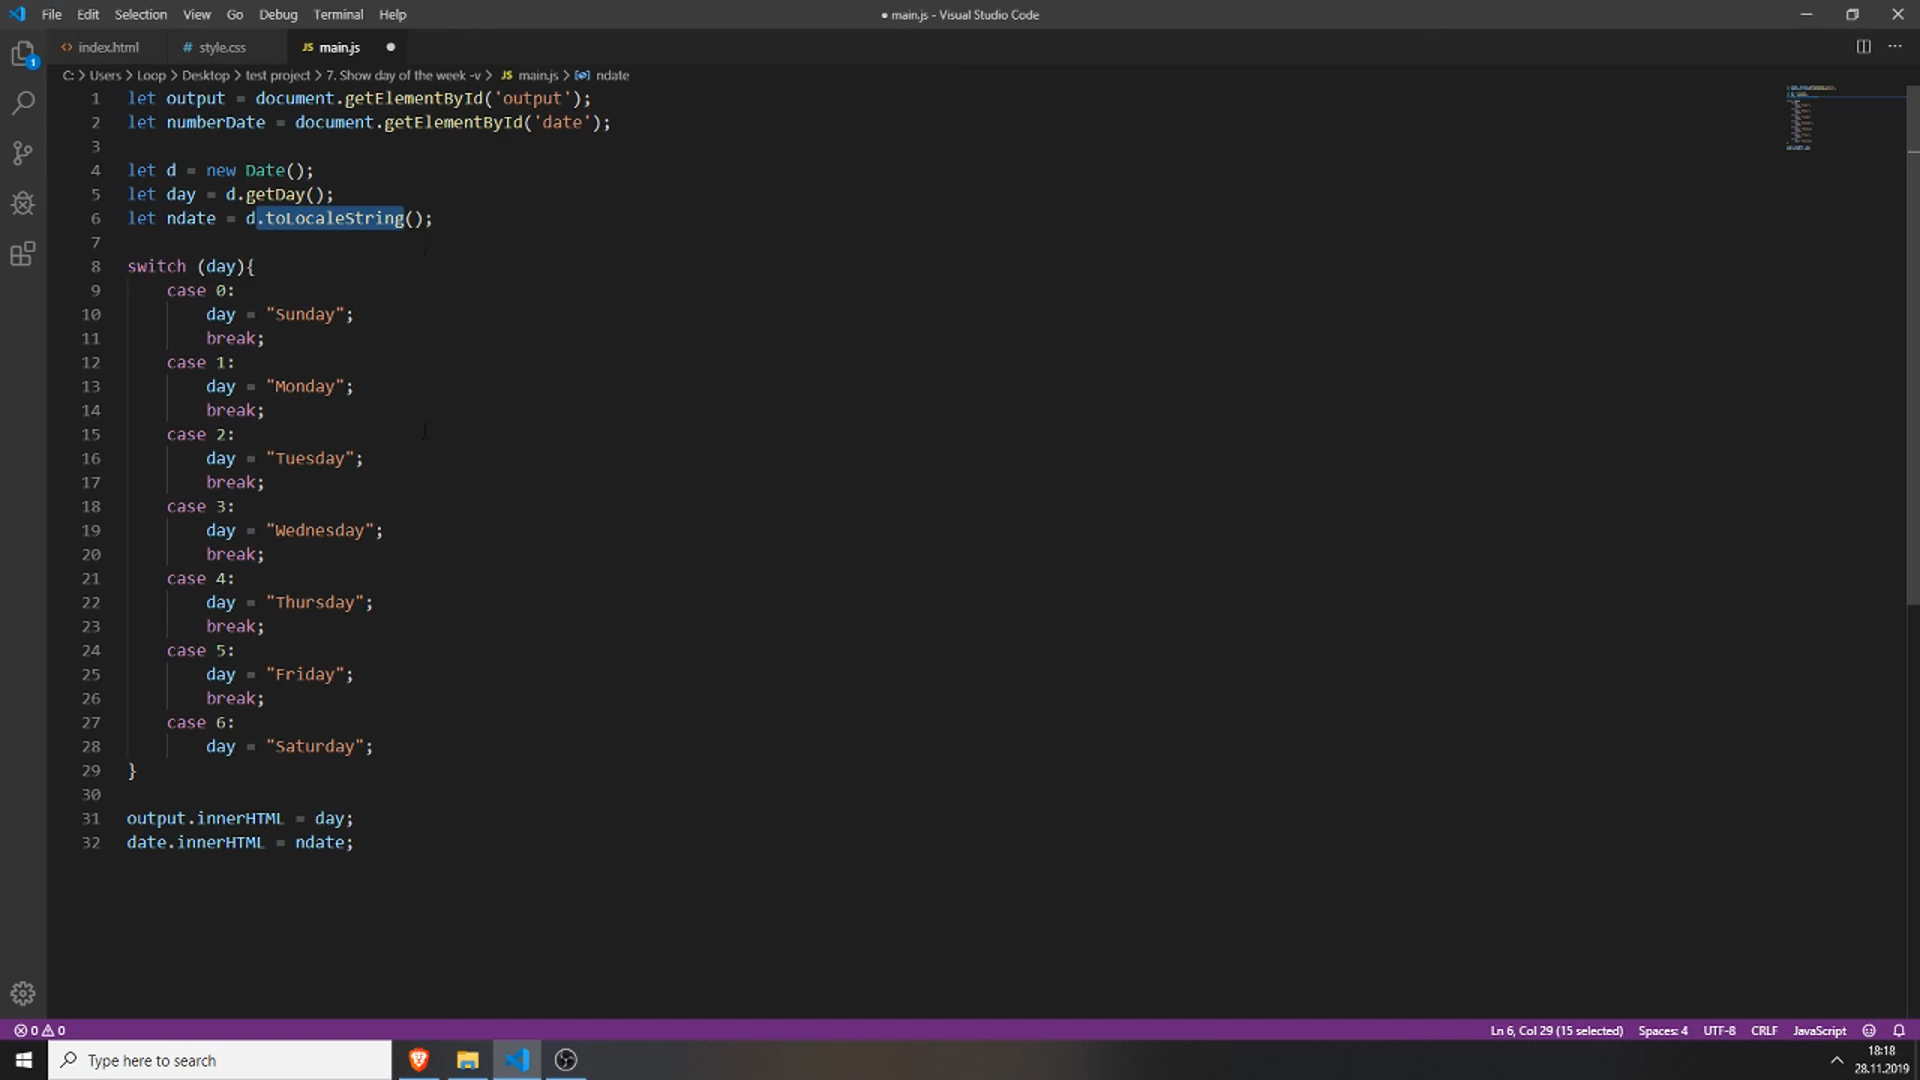 File Edit Selection View Go Debug Terminal Help ● main.js - Visual Studio Code
<> index.html # style.css JS main.js ●
C: > Users > Loop > Desktop > test project > 7. Show day of the week -v > JS main.js > ndate
1 let output = document.getElementById('output');
2 let numberDate = document.getElementById('date');
3
4 let d = new Date();
5 let day = d.getDay();
6 let ndate = d.toLocaleString();
7
8 switch (day){
9 case 0:
10 day = "Sunday";
11 break;
12 case 1:
13 day = "Monday";
14 break;
15 case 2:
16 day = "Tuesday";
17 break;
18 case 3:
19 day = "Wednesday";
20 break;
21 case 4:
22 day = "Thursday";
23 break;
24 case 5:
25 day = "Friday";
26 break;
27 case 6:
28 day = "Saturday";
29 }
30
31 output.innerHTML = day;
32 date.innerHTML = ndate;
1
0 0 Ln 6, Col 29 (15 selected) Spaces: 4 UTF-8 CRLF JavaScript
Type here to search
18:18
28.11.2019